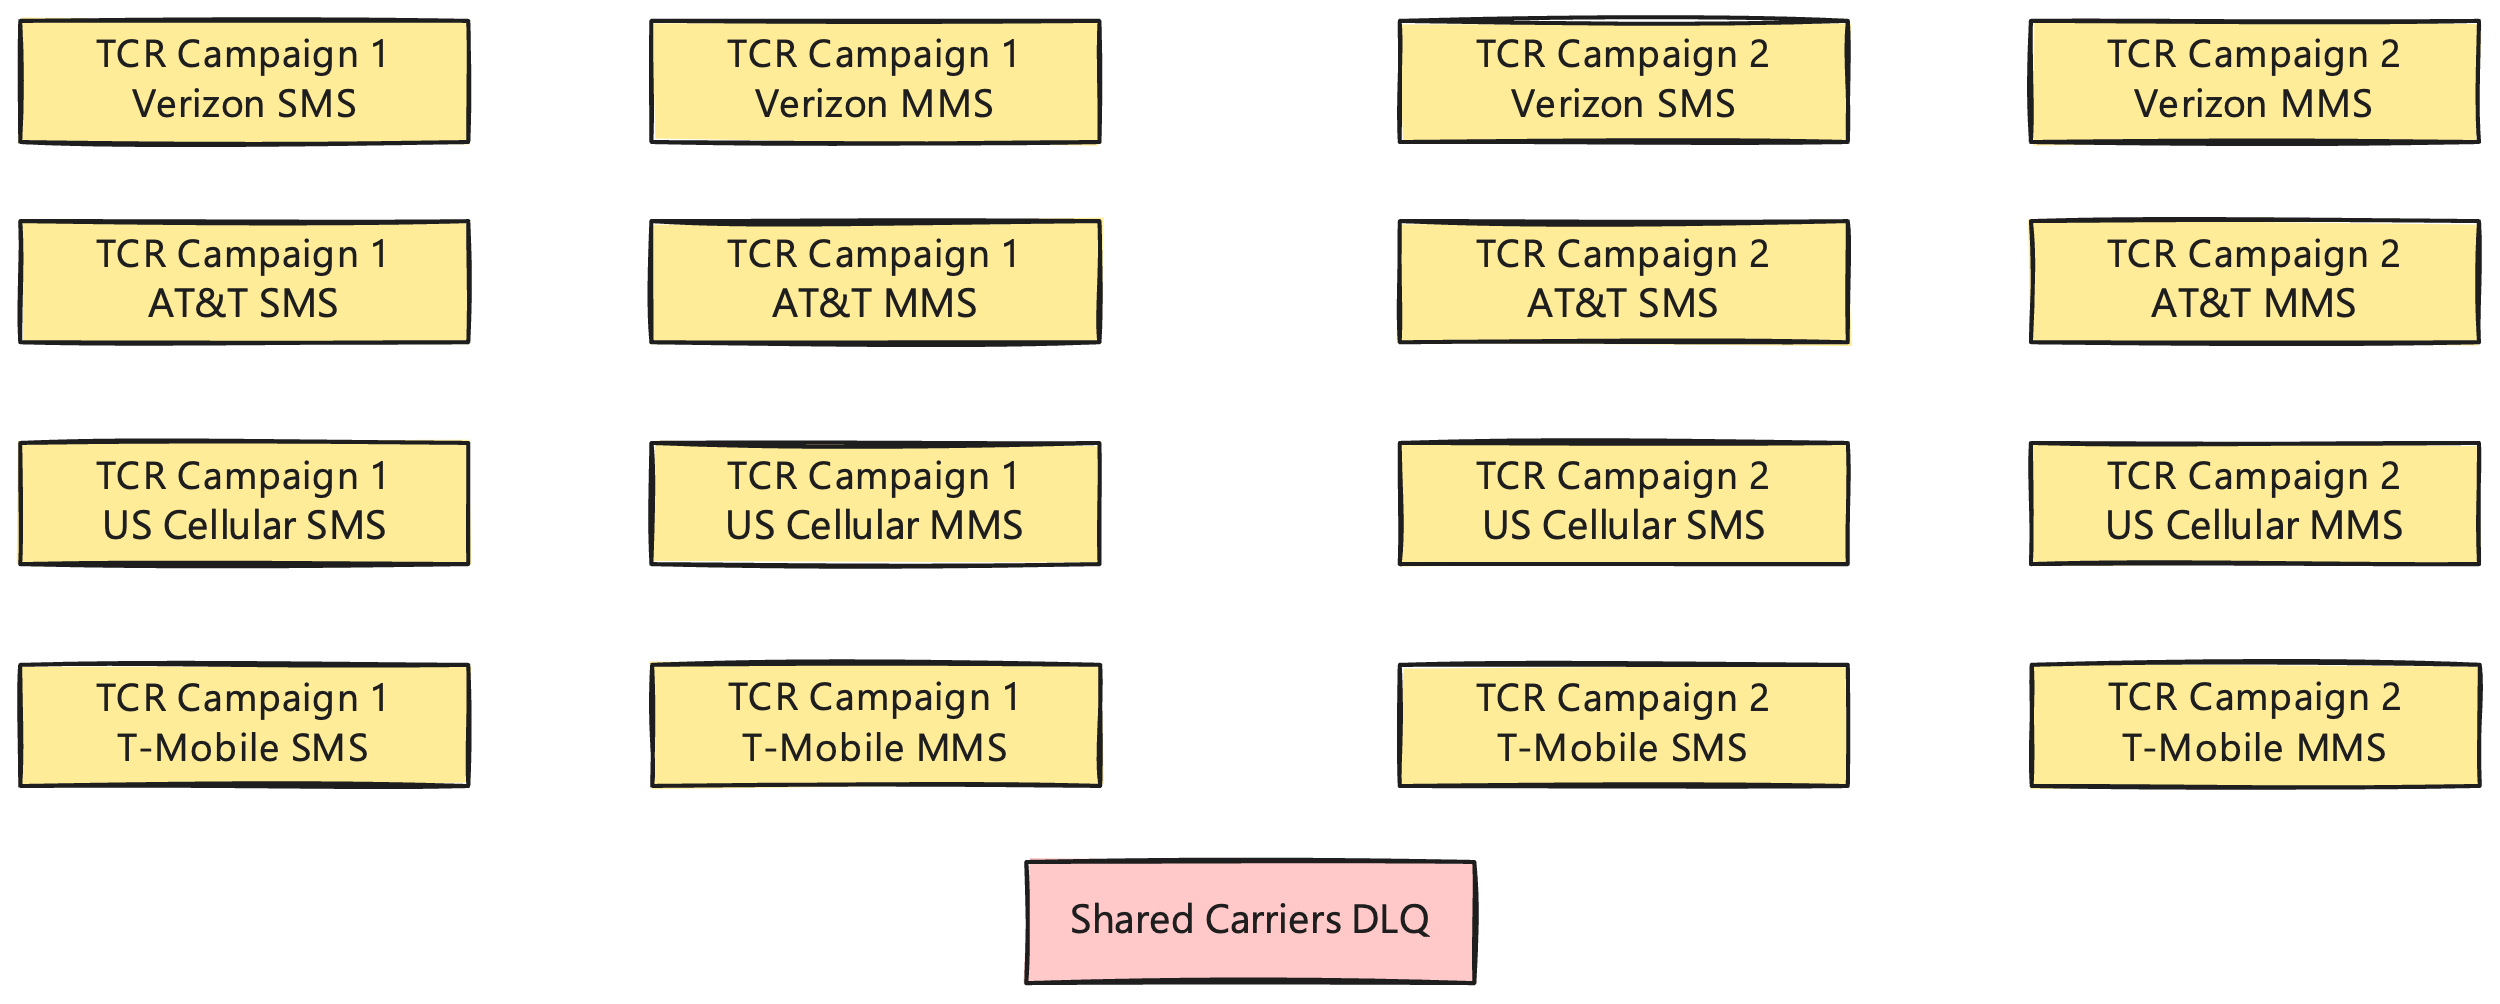 TCR Campaign 1
Verizon SMS
TCR Campaign 1
Verizon MMS
TCR Campaign 2
Verizon SMS
TCR Campaign 2
Verizon MMS
TCR Campaign 1
AT&T SMS
TCR Campaign 1
AT&T MMS
TCR Campaign 2
AT&T SMS
TCR Campaign 2
AT&T MMS
TCR Campaign 1
US Cellular SMS
TCR Campaign 1
US Cellular MMS
TCR Campaign 2
US Cellular SMS
TCR Campaign 2
US Cellular MMS
TCR Campaign 1
T-Mobile SMS
TCR Campaign 1
T-Mobile MMS
TCR Campaign 2
T-Mobile SMS
TCR Campaign 2
T-Mobile MMS
Shared Carriers DLQ